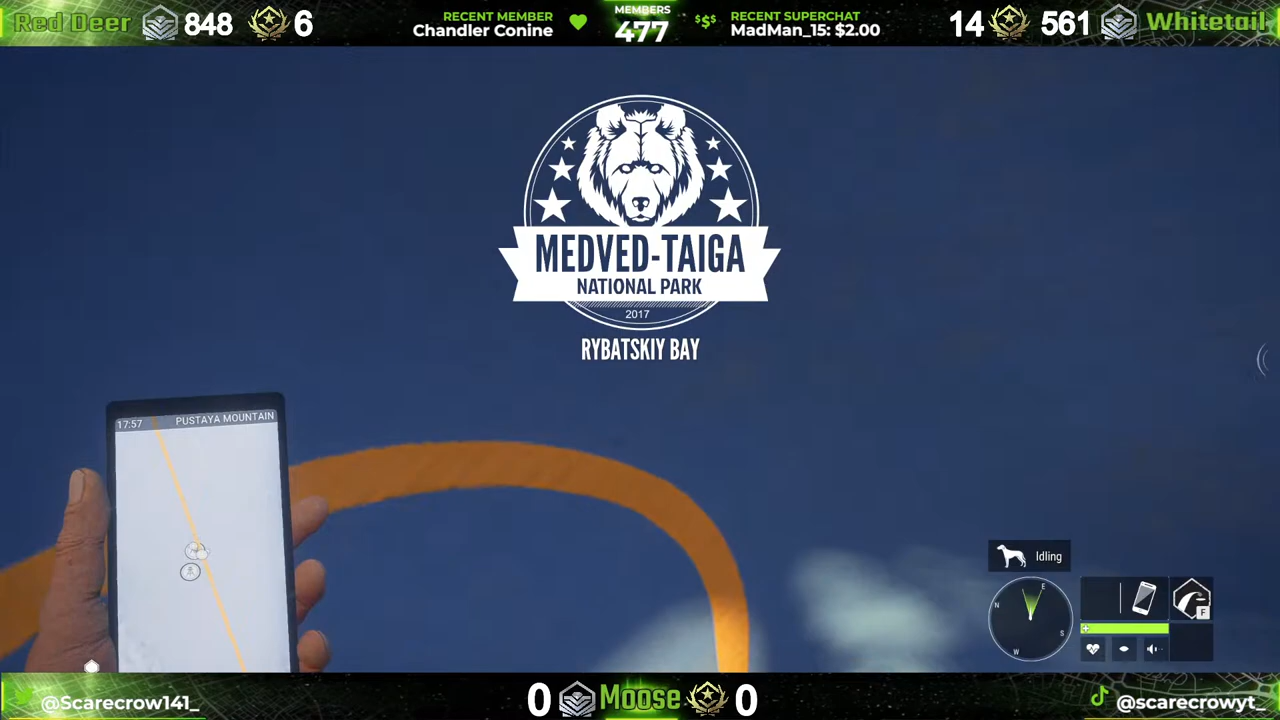 Red Deer 848 6
RECENT MEMBER
Chandler Conine
MEMBERS
477
$$$
RECENT SUPERCHAT
MadMan_15: $2.00
14 561 Whitetail
MEDVED-TAIGA
NATIONAL PARK
2017
RYBATSKIY BAY
17:57 PUSTAYA MOUNTAIN
Idling
N E S W
F
@Scarecrow141_
0 Moose 0
@scarecrowyt_